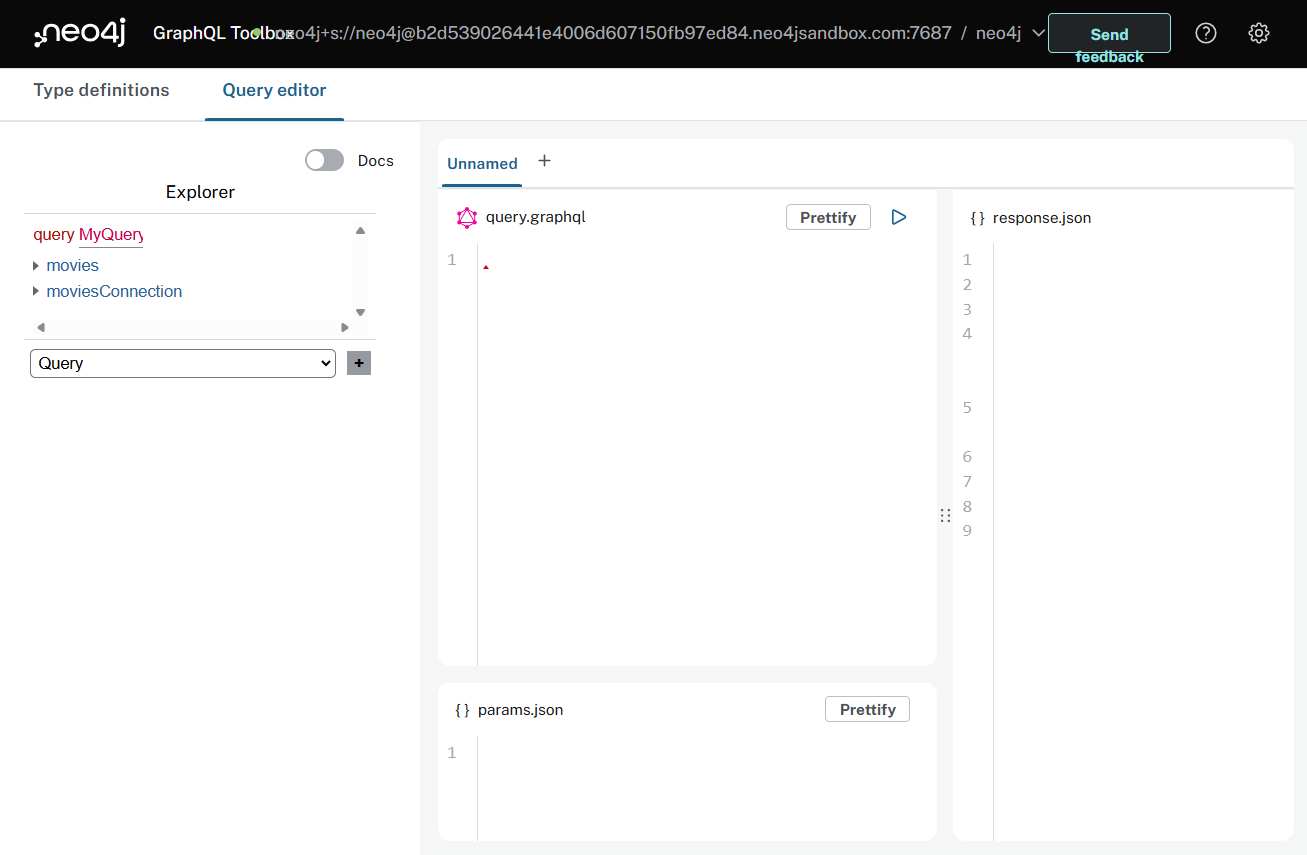 neo4j GraphQL Toolbox neo4j+s://neo4j@b2d539026441e4006d607150fb97ed84.neo4jsandbox.com:7687 / neo4j Send feedback
Type definitions Query editor
Docs
Explorer
query MyQuery
movies
moviesConnection
Query +
Unnamed +
query.graphql Prettify
1
{ } params.json Prettify
1
{ } response.json
1
2
3
4
5
6
7
8
9